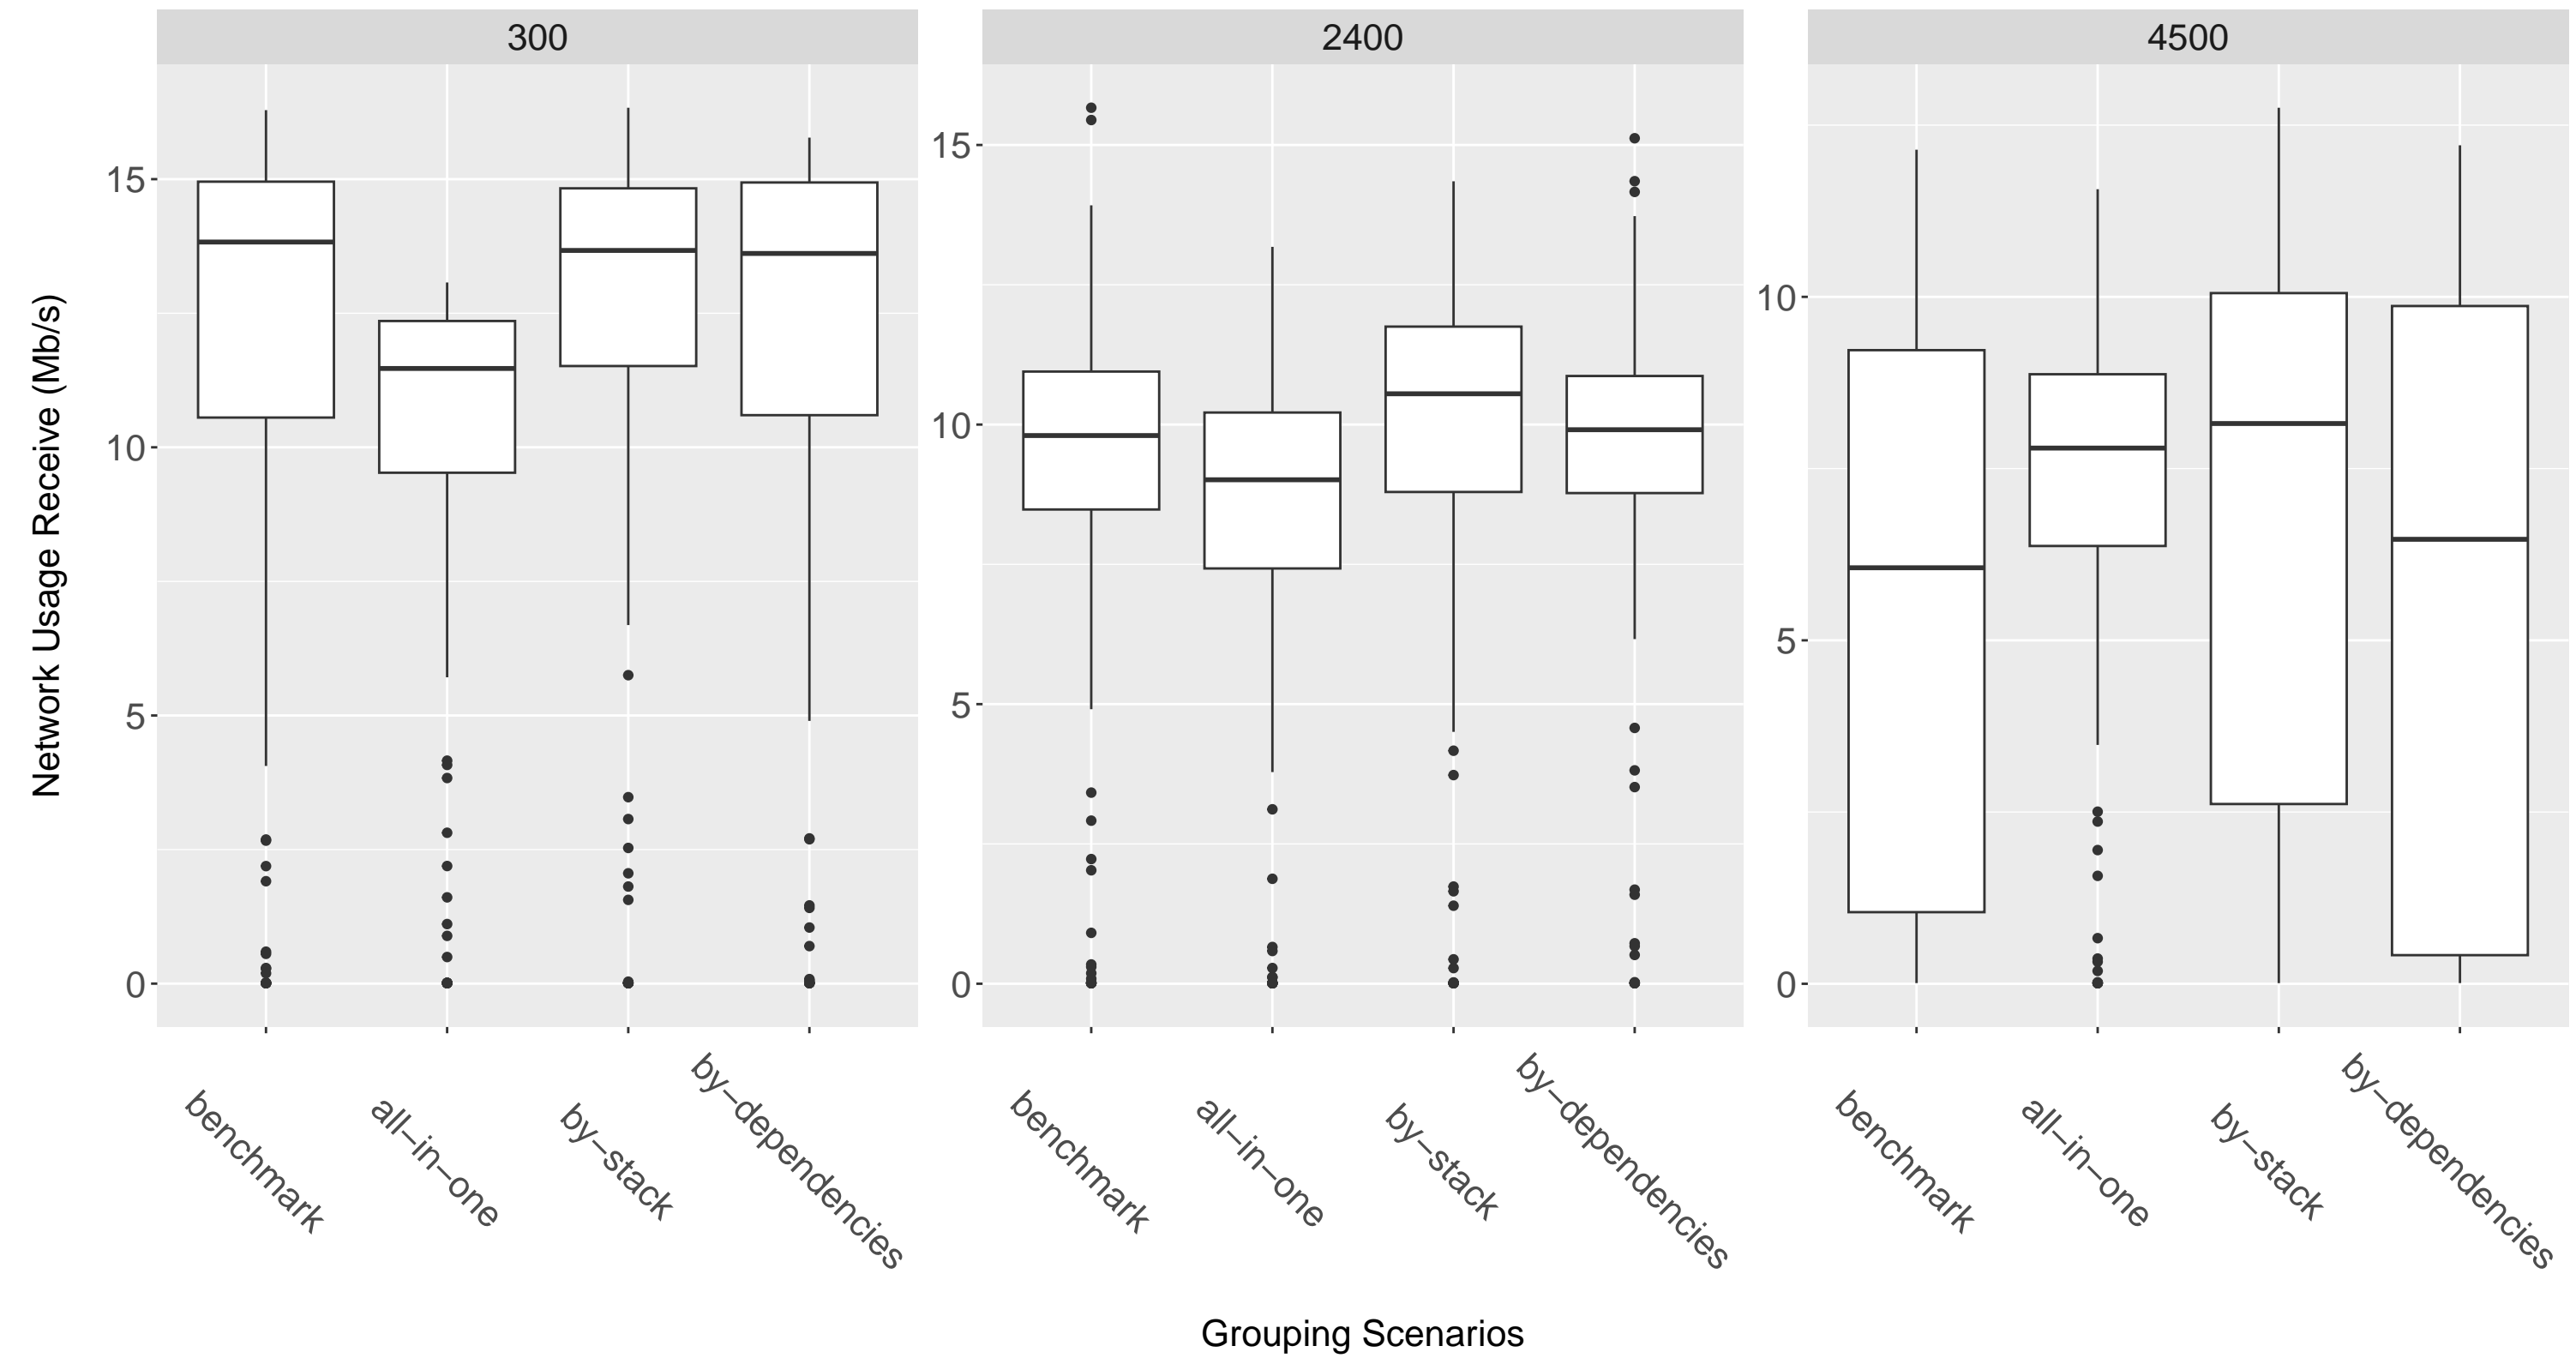 300
2400
4500
Network Usage Receive (Mb/s)
15
10
5
0
15
10
5
0
10
5
0
benchmark
all−in−one
by−stack
by−dependencies
benchmark
all−in−one
by−stack
by−dependencies
benchmark
all−in−one
by−stack
by−dependencies
Grouping Scenarios